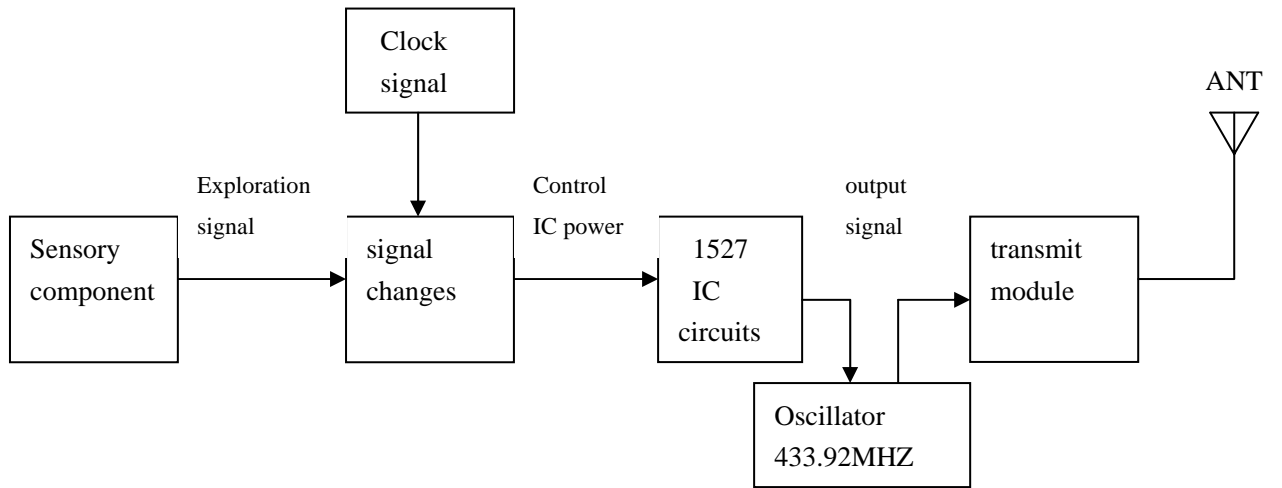 Clock
signal
ANT
Exploration
signal
Control
IC power
output
signal
Sensory
component
signal
changes
1527
IC
circuits
transmit
module
Oscillator
433.92MHZ